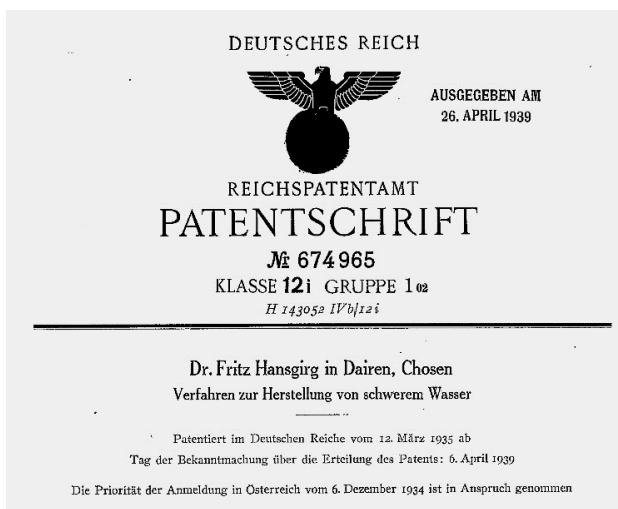 DEUTSCHES REICH
AUSGEGEBEN AM
26. APRIL 1939
REICHSPATENTAMT
PATENTSCHRIFT
№ 674965
KLASSE 12i GRUPPE 1 02
H 143052 IVb/12i
Dr. Fritz Hansgirg in Dairen, Chosen
Verfahren zur Herstellung von schwerem Wasser
Patentiert im Deutschen Reiche vom 12. März 1935 ab
Tag der Bekanntmachung über die Erteilung des Patents: 6. April 1939
Die Priorität der Anmeldung in Österreich vom 6. Dezember 1934 ist in Anspruch genommen